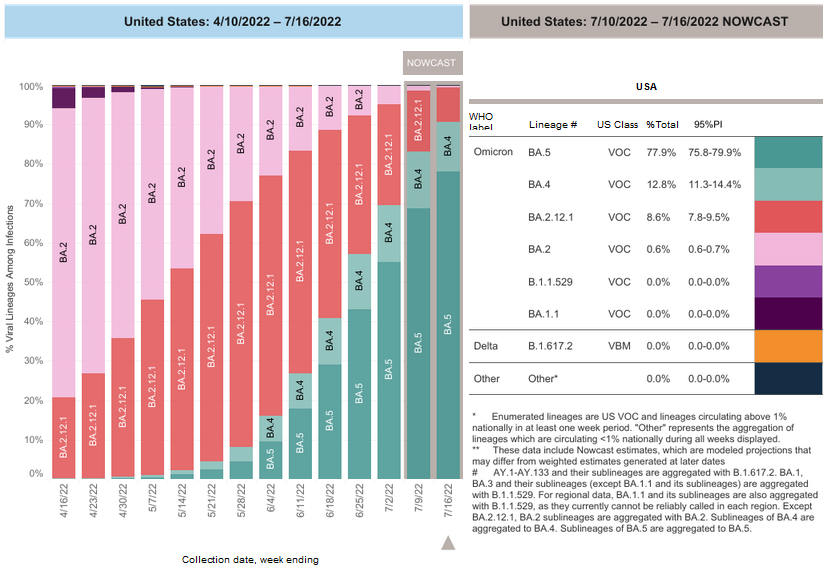 United States: 4/10/2022 – 7/16/2022
United States: 7/10/2022 – 7/16/2022 NOWCAST
NOWCAST
% Viral Lineages Among Infections
100%
90%
80%
70%
60%
50%
40%
30%
20%
10%
0%
BA.2
BA.2.12.1
BA.2
BA.2.12.1
BA.2
BA.2.12.1
BA.2
BA.2.12.1
BA.2
BA.2.12.1
BA.2
BA.2.12.1
BA.2
BA.2.12.1
BA.2
BA.2.12.1
BA.4
BA.5
BA.2
BA.2.12.1
BA.4
BA.5
BA.2
BA.2.12.1
BA.4
BA.5
BA.2
BA.2.12.1
BA.4
BA.5
BA.2.12.1
BA.4
BA.5
BA.2.12.1
BA.4
BA.5
BA.4
BA.5
4/16/22
4/23/22
4/30/22
5/7/22
5/14/22
5/21/22
5/28/22
6/4/22
6/11/22
6/18/22
6/25/22
7/2/22
7/9/22
7/16/22
Collection date, week ending
USA
WHO label Lineage # US Class %Total 95%PI
Omicron BA.5 VOC 77.9% 75.8-79.9%
BA.4 VOC 12.8% 11.3-14.4%
BA.2.12.1 VOC 8.6% 7.8-9.5%
BA.2 VOC 0.6% 0.6-0.7%
B.1.1.529 VOC 0.0% 0.0-0.0%
BA.1.1 VOC 0.0% 0.0-0.0%
Delta B.1.617.2 VBM 0.0% 0.0-0.0%
Other Other* 0.0% 0.0-0.0%
* Enumerated lineages are US VOC and lineages circulating above 1%
nationally in at least one week period. "Other" represents the aggregation of
lineages which are circulating <1% nationally during all weeks displayed.
** These data include Nowcast estimates, which are modeled projections that
may differ from weighted estimates generated at later dates
# AY.1-AY.133 and their sublineages are aggregated with B.1.617.2. BA.1,
BA.3 and their sublineages (except BA.1.1 and its sublineages) are aggregated
with B.1.1.529. For regional data, BA.1.1 and its sublineages are also aggregated
with B.1.1.529, as they currently cannot be reliably called in each region. Except
BA.2.12.1, BA.2 sublineages are aggregated with BA.2. Sublineages of BA.4 are
aggregated to BA.4. Sublineages of BA.5 are aggregated to BA.5.